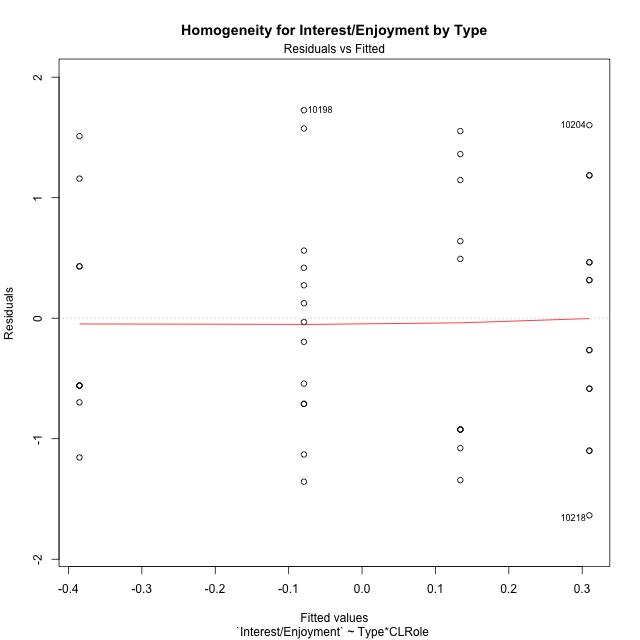 Homogeneity for Interest/Enjoyment by Type
Residuals vs Fitted
2
1
0
-1
-2
Residuals
10198
10204
10218
-0.4 -0.3 -0.2 -0.1 0.0 0.1 0.2 0.3
Fitted values
`Interest/Enjoyment` ~ Type*CLRole